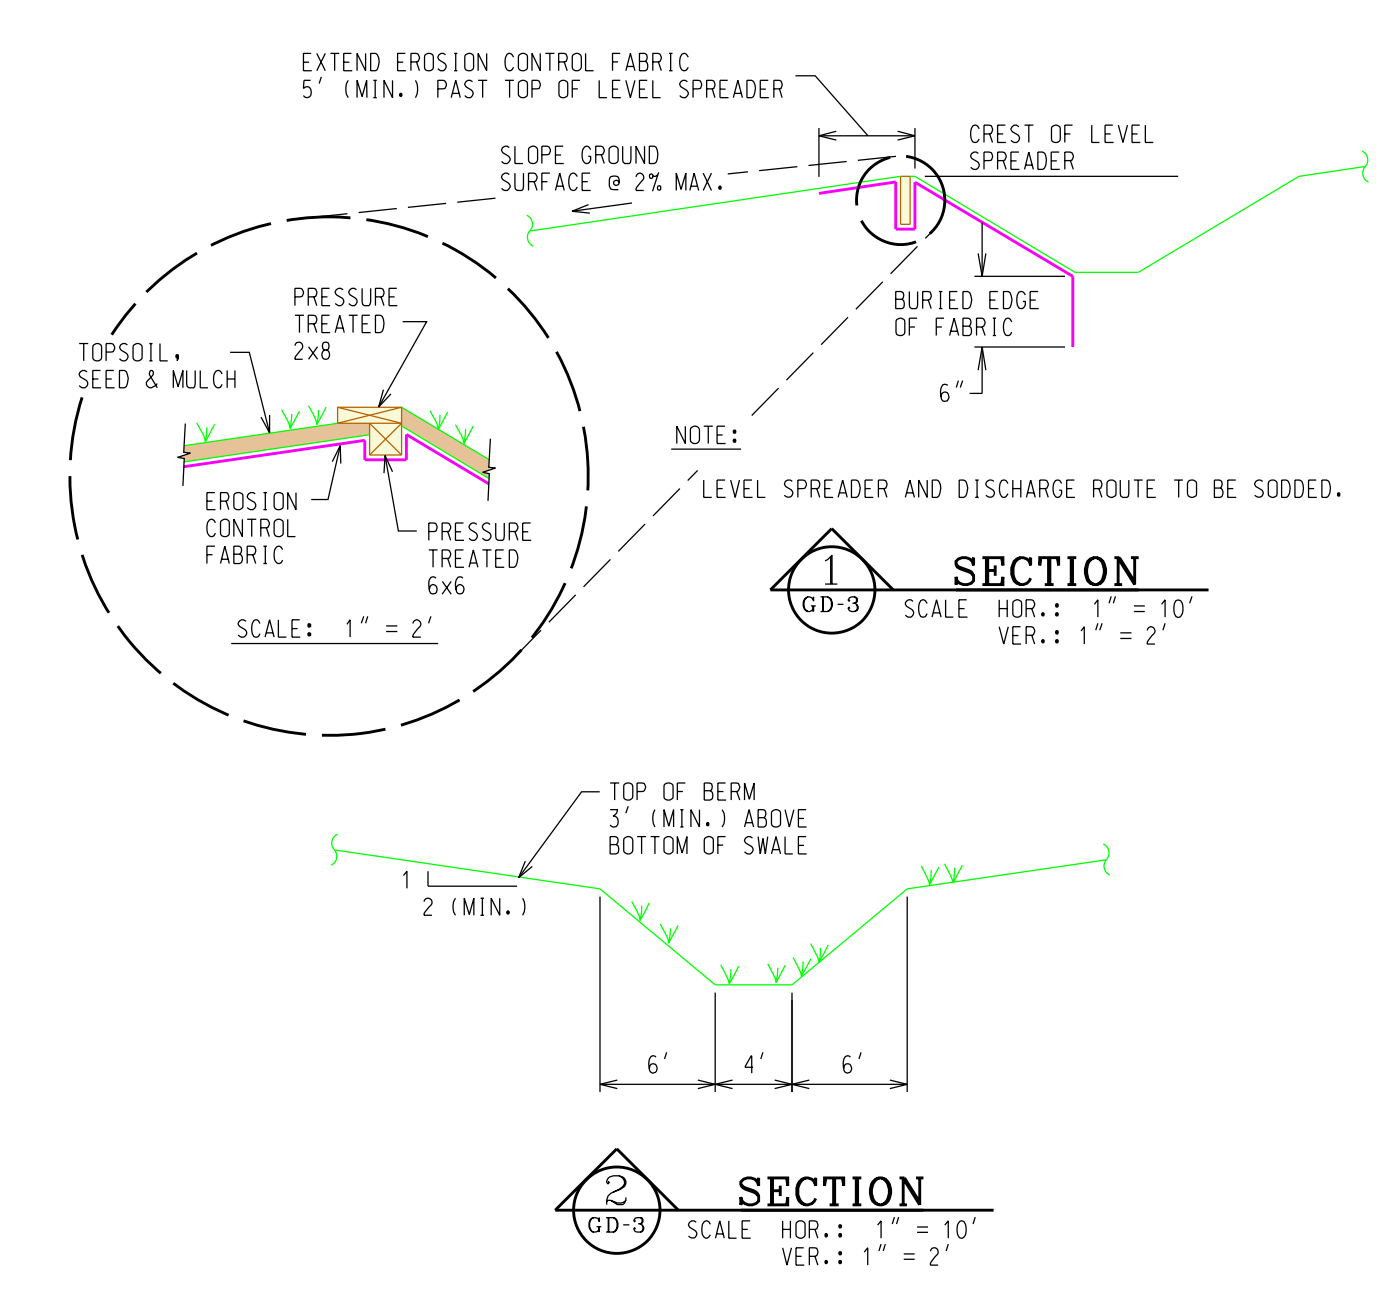 EXTEND EROSION CONTROL FABRIC
5' (MIN.) PAST TOP OF LEVEL SPREADER
CREST OF LEVEL
SPREADER
SLOPE GROUND
SURFACE @ 2% MAX.
BURIED EDGE
OF FABRIC
6"
PRESSURE
TREATED
2x8
TOPSOIL,
SEED & MULCH
EROSION
CONTROL
FABRIC
PRESSURE
TREATED
6x6
SCALE: 1" = 2'
NOTE:
LEVEL SPREADER AND DISCHARGE ROUTE TO BE SODDED.
1
GD-3
SECTION
SCALE HOR.: 1" = 10'
VER.: 1" = 2'
TOP OF BERM
3' (MIN.) ABOVE
BOTTOM OF SWALE
1
2 (MIN.)
6' 4' 6'
2
GD-3
SECTION
SCALE HOR.: 1" = 10'
VER.: 1" = 2'